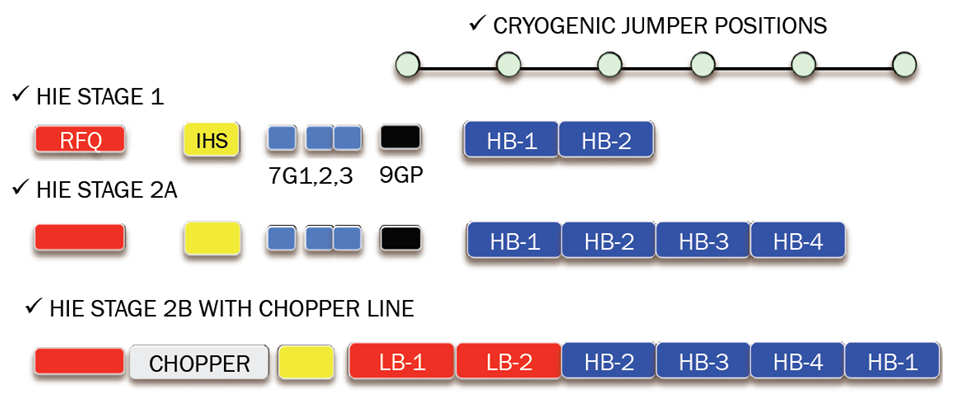 ✓ CRYOGENIC JUMPER POSITIONS
✓ HIE STAGE 1
RFQ IHS HB-1 HB-2
7G1,2,3 9GP
✓ HIE STAGE 2A
HB-1 HB-2 HB-3 HB-4
✓ HIE STAGE 2B WITH CHOPPER LINE
CHOPPER LB-1 LB-2 HB-2 HB-3 HB-4 HB-1